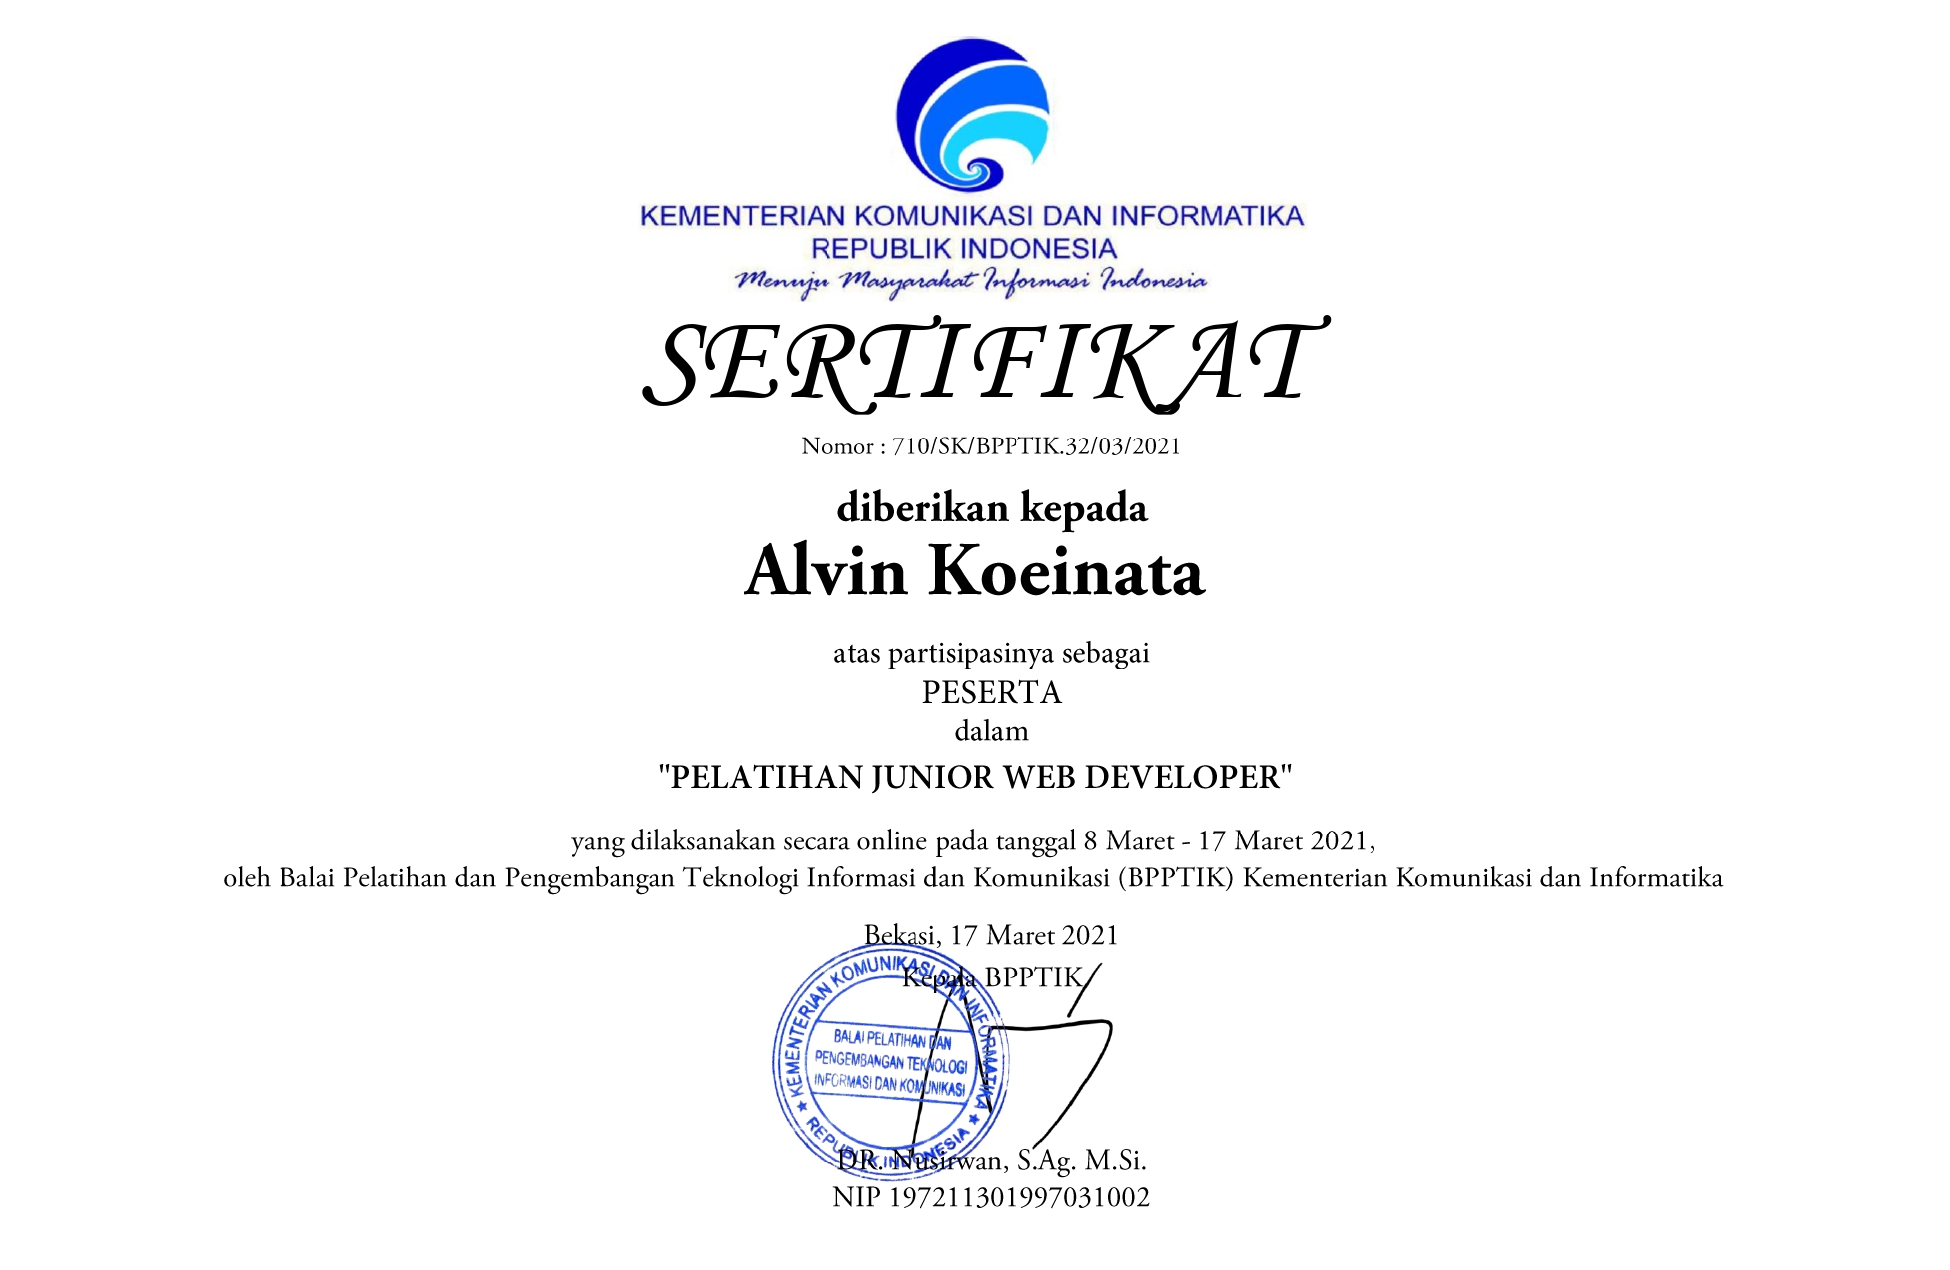 KEMENTERIAN KOMUNIKASI DAN INFORMATIKA
REPUBLIK INDONESIA
Menuju Masyarakat Informasi Indonesia
SERTIFIKAT
Nomor : 710/SK/BPPTIK.32/03/2021
diberikan kepada
Alvin Koeinata
atas partisipasinya sebagai
PESERTA
dalam
"PELATIHAN JUNIOR WEB DEVELOPER"
yang dilaksanakan secara online pada tanggal 8 Maret - 17 Maret 2021,
oleh Balai Pelatihan dan Pengembangan Teknologi Informasi dan Komunikasi (BPPTIK) Kementerian Komunikasi dan Informatika
Bekasi, 17 Maret 2021
Kepala BPPTIK
KEMENTERIAN KOMUNIKASI DAN INFORMATIKA
BALAI PELATIHAN DAN
PENGEMBANGAN TEKNOLOGI
INFORMASI DAN KOMUNIKASI
★ REPUBLIK INDONESIA ★
DR. Nusirwan, S.Ag. M.Si.
NIP 197211301997031002